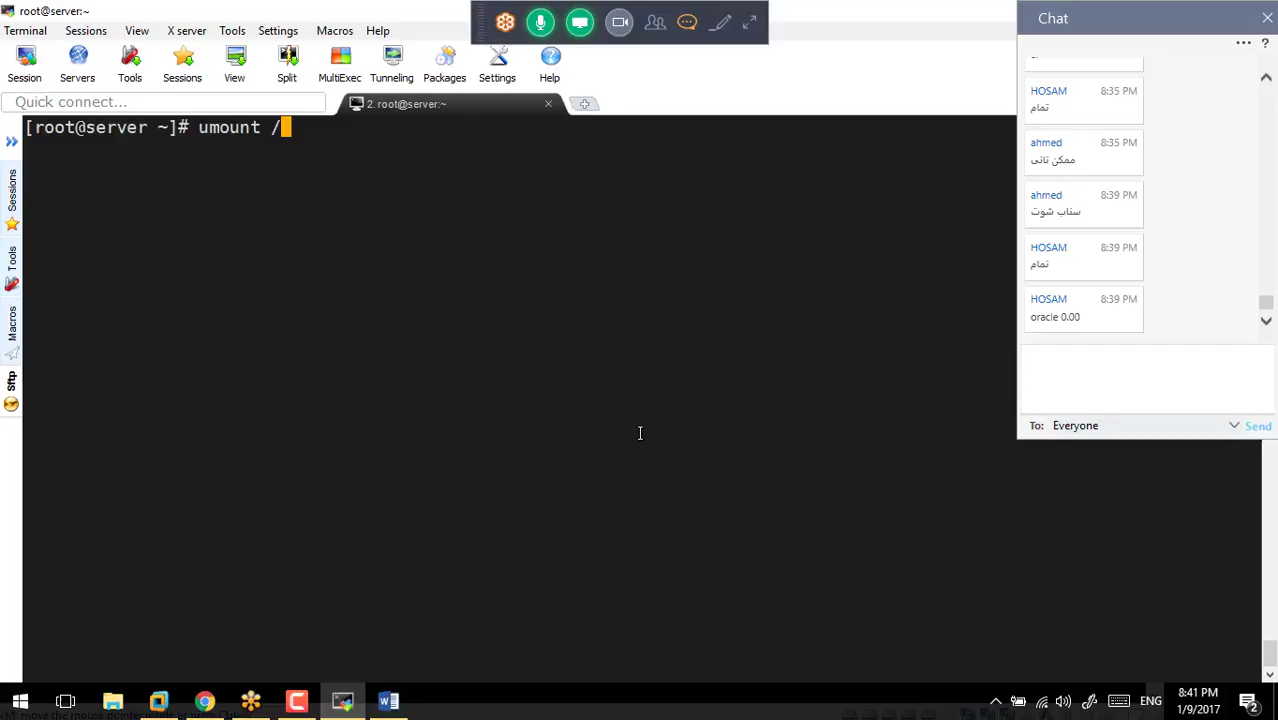 root@server:~
Terminal Sessions View X server Tools Settings Macros Help
Session Servers Tools Sessions View Split MultiExec Tunneling Packages Settings Help
Quick connect...
2. root@server:~
[root@server ~]# umount /
Sessions
Tools
Macros
Sftp
Chat
?
HOSAM 8:35 PM
تمام
ahmed 8:35 PM
ممكن تانى
ahmed 8:39 PM
سناب شوت
HOSAM 8:39 PM
تمام
HOSAM 8:39 PM
oracle 0.00
To: Everyone Send
ENG
8:41 PM
1/9/2017
2